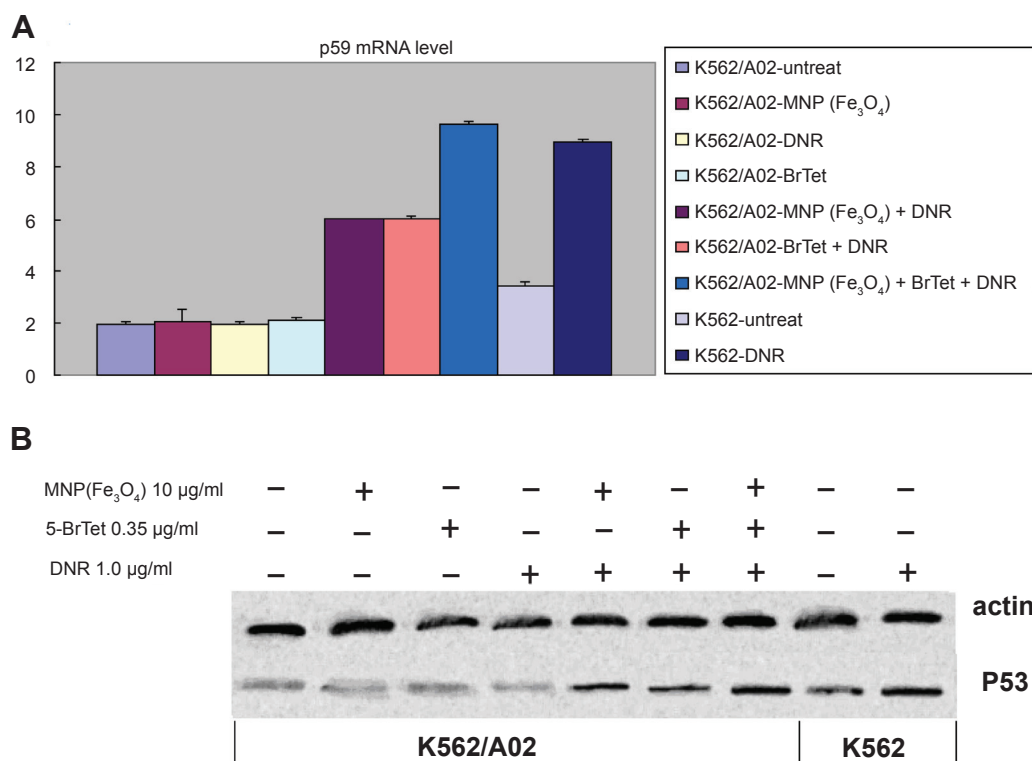 A
p59 mRNA level
12
10
8
6
4
2
0
K562/A02-untreat
K562/A02-MNP (Fe₃O₄)
K562/A02-DNR
K562/A02-BrTet
K562/A02-MNP (Fe₃O₄) + DNR
K562/A02-BrTet + DNR
K562/A02-MNP (Fe₃O₄) + BrTet + DNR
K562-untreat
K562-DNR
B
MNP(Fe₃O₄) 10 µg/ml – + – – + – + – –
5-BrTet 0.35 µg/ml – – + – – + + – –
DNR 1.0 µg/ml – – – + + + + – +
actin
P53
K562/A02 K562